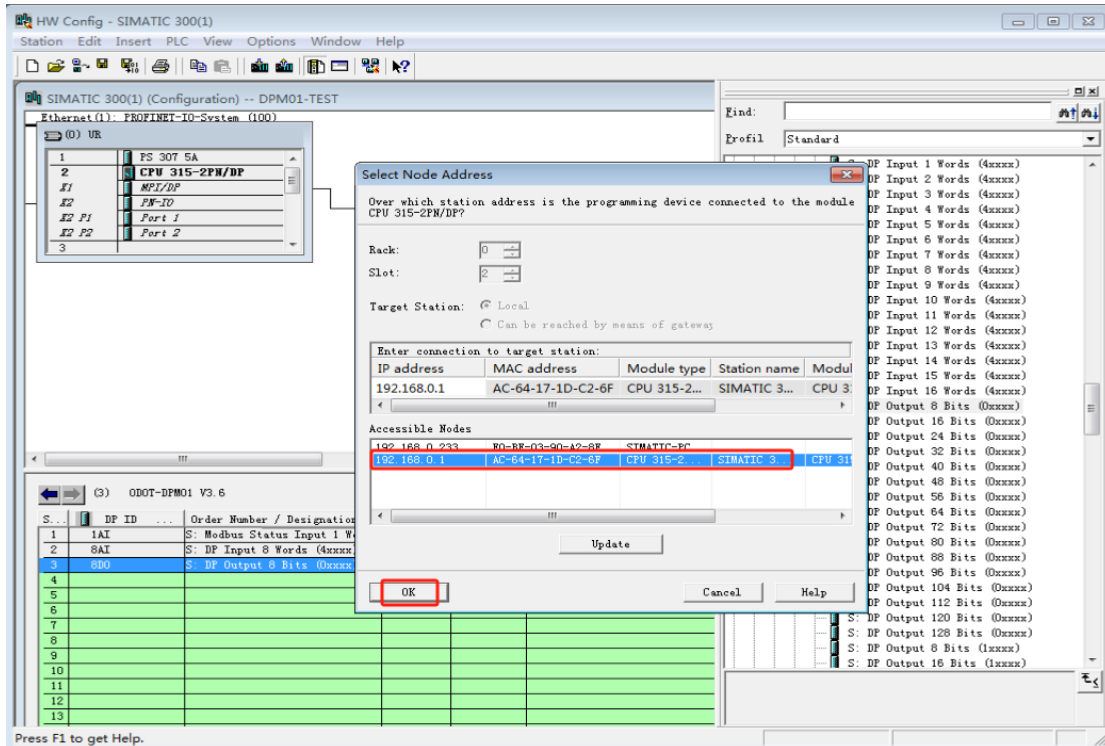 HW Config - SIMATIC 300(1)
Station Edit Insert PLC View Options Window Help
SIMATIC 300(1) (Configuration) -- DPM01-TEST
Ethernet(1): PROFINET-IO-System (100)
(0) UR
1 PS 307 5A
2 CPU 315-2PN/DP
X1 MPI/DP
X2 PN-IO
X2 P1 Port 1
X2 P2 Port 2
3
Select Node Address
Over which station address is the programming device connected to the module
CPU 315-2PN/DP?
Rack: 0
Slot: 2
Target Station: Local
Can be reached by means of gateway
Enter connection to target station:
IP address MAC address Module type Station name Modul
192.168.0.1 AC-64-17-1D-C2-6F CPU 315-2... SIMATIC 3... CPU 3
Accessible Nodes
192.168.0.233 F0-BF-03-90-A2-8E SIMATIC-PC
192.168.0.1 AC-64-17-1D-C2-6F CPU 315-2... SIMATIC 3... CPU 31
Update
OK Cancel Help
Find:
Profil Standard
S: DP Input 1 Words (4xxxx)
DP Input 2 Words (4xxxx)
DP Input 3 Words (4xxxx)
DP Input 4 Words (4xxxx)
DP Input 5 Words (4xxxx)
DP Input 6 Words (4xxxx)
DP Input 7 Words (4xxxx)
DP Input 8 Words (4xxxx)
DP Input 9 Words (4xxxx)
DP Input 10 Words (4xxxx)
DP Input 11 Words (4xxxx)
DP Input 12 Words (4xxxx)
DP Input 13 Words (4xxxx)
DP Input 14 Words (4xxxx)
DP Input 15 Words (4xxxx)
DP Input 16 Words (4xxxx)
DP Output 8 Bits (0xxxx)
DP Output 16 Bits (0xxxx)
DP Output 24 Bits (0xxxx)
DP Output 32 Bits (0xxxx)
DP Output 40 Bits (0xxxx)
DP Output 48 Bits (0xxxx)
DP Output 56 Bits (0xxxx)
DP Output 64 Bits (0xxxx)
DP Output 72 Bits (0xxxx)
DP Output 80 Bits (0xxxx)
DP Output 88 Bits (0xxxx)
DP Output 96 Bits (0xxxx)
DP Output 104 Bits (0xxxx)
DP Output 112 Bits (0xxxx)
S: DP Output 120 Bits (0xxxx)
S: DP Output 128 Bits (0xxxx)
S: DP Output 8 Bits (1xxxx)
S: DP Output 16 Bits (1xxxx)
(3) ODOT-DPM01 V3.6
S... DP ID ... Order Number / Designation
1 1AI S: Modbus Status Input 1 W
2 8AI S: DP Input 8 Words (4xxxx
3 8DO S: DP Output 8 Bits (0xxxx
4
5
6
7
8
9
10
11
12
13
Press F1 to get Help.